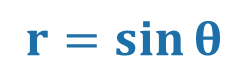 r = sin θ